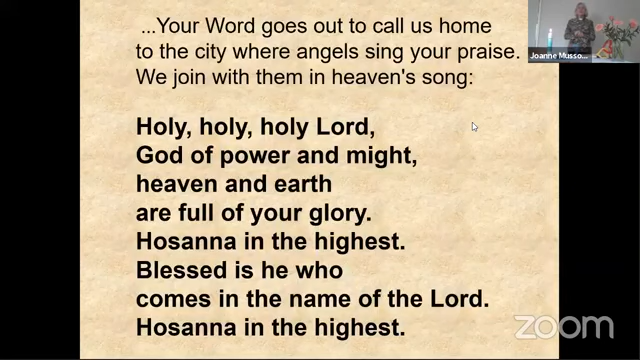 ...Your Word goes out to call us home
to the city where angels sing your praise.
We join with them in heaven's song:
Holy, holy, holy Lord,
God of power and might,
heaven and earth
are full of your glory.
Hosanna in the highest.
Blessed is he who
comes in the name of the Lord.
Hosanna in the highest.
Joanne Musso...
zoom